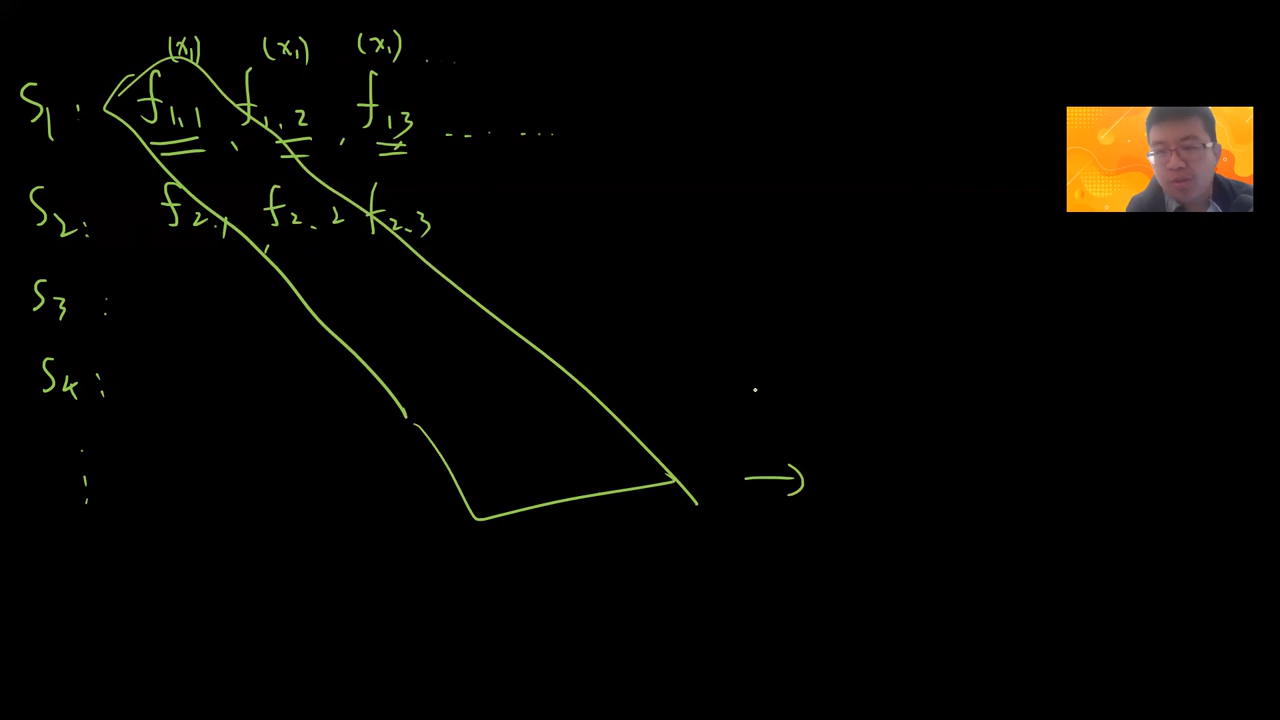 (x₁) (x₁) (x₁) ...
S₁: f₁,₁ , f₁,₂ , f₁,₃ ......
S₂: f₂,₁ , f₂,₂ f₂,₃
S₃ :
S₄ :
⋮ →